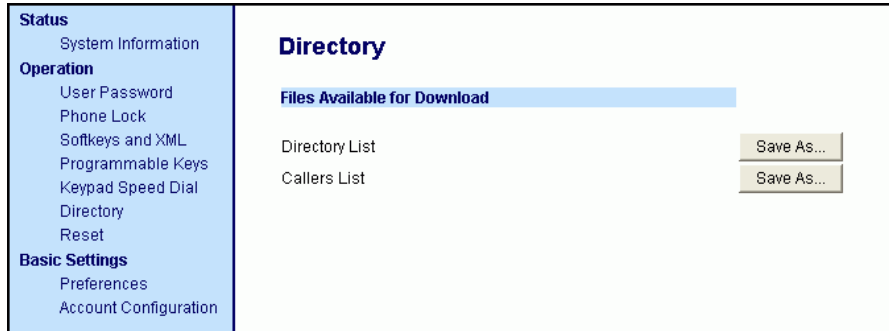 Status
System Information
Operation
User Password
Phone Lock
Softkeys and XML
Programmable Keys
Keypad Speed Dial
Directory
Reset
Basic Settings
Preferences
Account Configuration
Directory
Files Available for Download
Directory List Save As...
Callers List Save As...